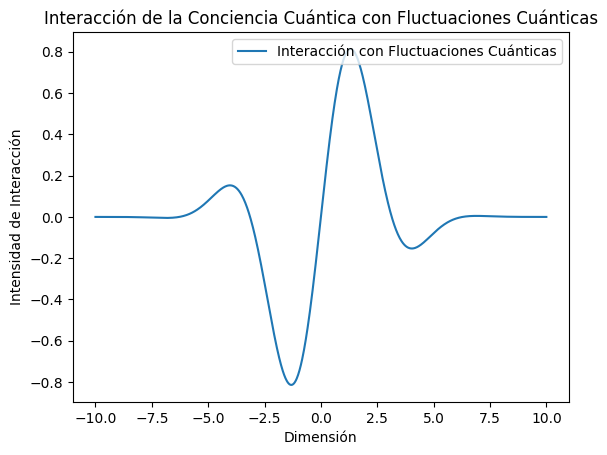 Interacción de la Conciencia Cuántica con Fluctuaciones Cuánticas
Interacción con Fluctuaciones Cuánticas
Intensidad de Interacción
0.8
0.6
0.4
0.2
0.0
−0.2
−0.4
−0.6
−0.8
−10.0 −7.5 −5.0 −2.5 0.0 2.5 5.0 7.5 10.0
Dimensión